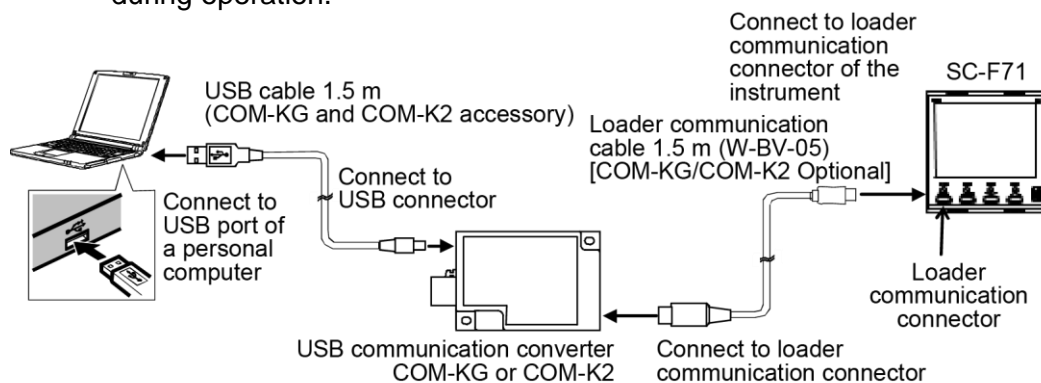 during operation.
Connect to loader
communication
connector of the
instrument
SC-F71
USB cable 1.5 m
(COM-KG and COM-K2 accessory)
Loader communication
cable 1.5 m (W-BV-05)
[COM-KG/COM-K2 Optional]
Connect to
USB connector
Connect to
USB port of
a personal
computer
Loader
communication
connector
USB communication converter
COM-KG or COM-K2
Connect to loader
communication connector